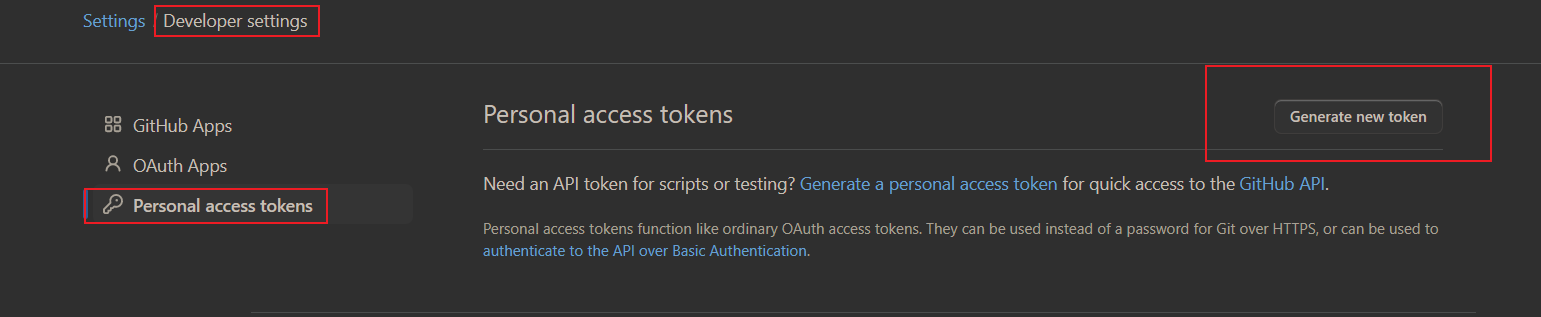 Settings / Developer settings
GitHub Apps
OAuth Apps
Personal access tokens
Personal access tokens
Generate new token
Need an API token for scripts or testing? Generate a personal access token for quick access to the GitHub API.
Personal access tokens function like ordinary OAuth access tokens. They can be used instead of a password for Git over HTTPS, or can be used to
authenticate to the API over Basic Authentication.